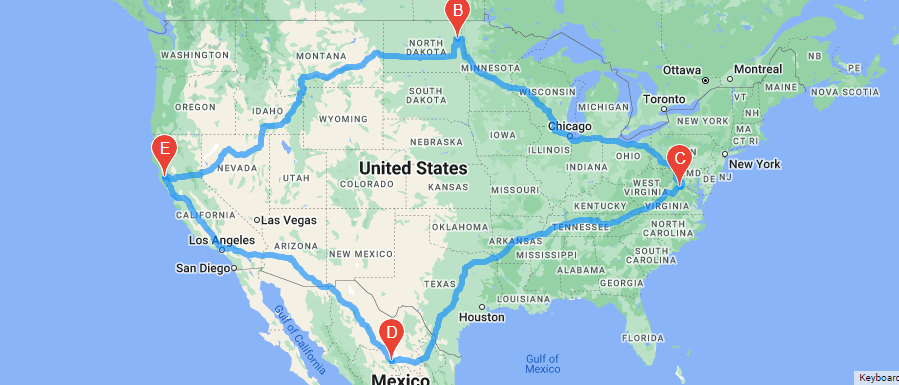 B
NORTH
DAKOTA
WASHINGTON
MONTANA
MINNESOTA
Ottawa
Montreal
NB
PE
MAINE
NOVA SCOTIA
VT
NH
Toronto
OREGON
IDAHO
SOUTH
DAKOTA
WISCONSIN
MICHIGAN
WYOMING
NEW YORK
MA
CT RI
Chicago
IOWA
NEBRASKA
ILLINOIS
INDIANA
OHIO
E
C
New York
NEVADA
UTAH
United States
COLORADO
KANSAS
MISSOURI
WEST
VIRGINIA
MD
DE
NJ
KENTUCKY
VIRGINIA
CALIFORNIA
Las Vegas
OKLAHOMA
TENNESSEE
NORTH
CAROLINA
Los Angeles
ARIZONA
NEW MEXICO
ARKANSAS
MISSISSIPPI
SOUTH
CAROLINA
San Diego
TEXAS
ALABAMA
GEORGIA
LOUISIANA
Houston
Gulf of
California
D
FLORIDA
Gulf of
Mexico
Mexico
Keyboard